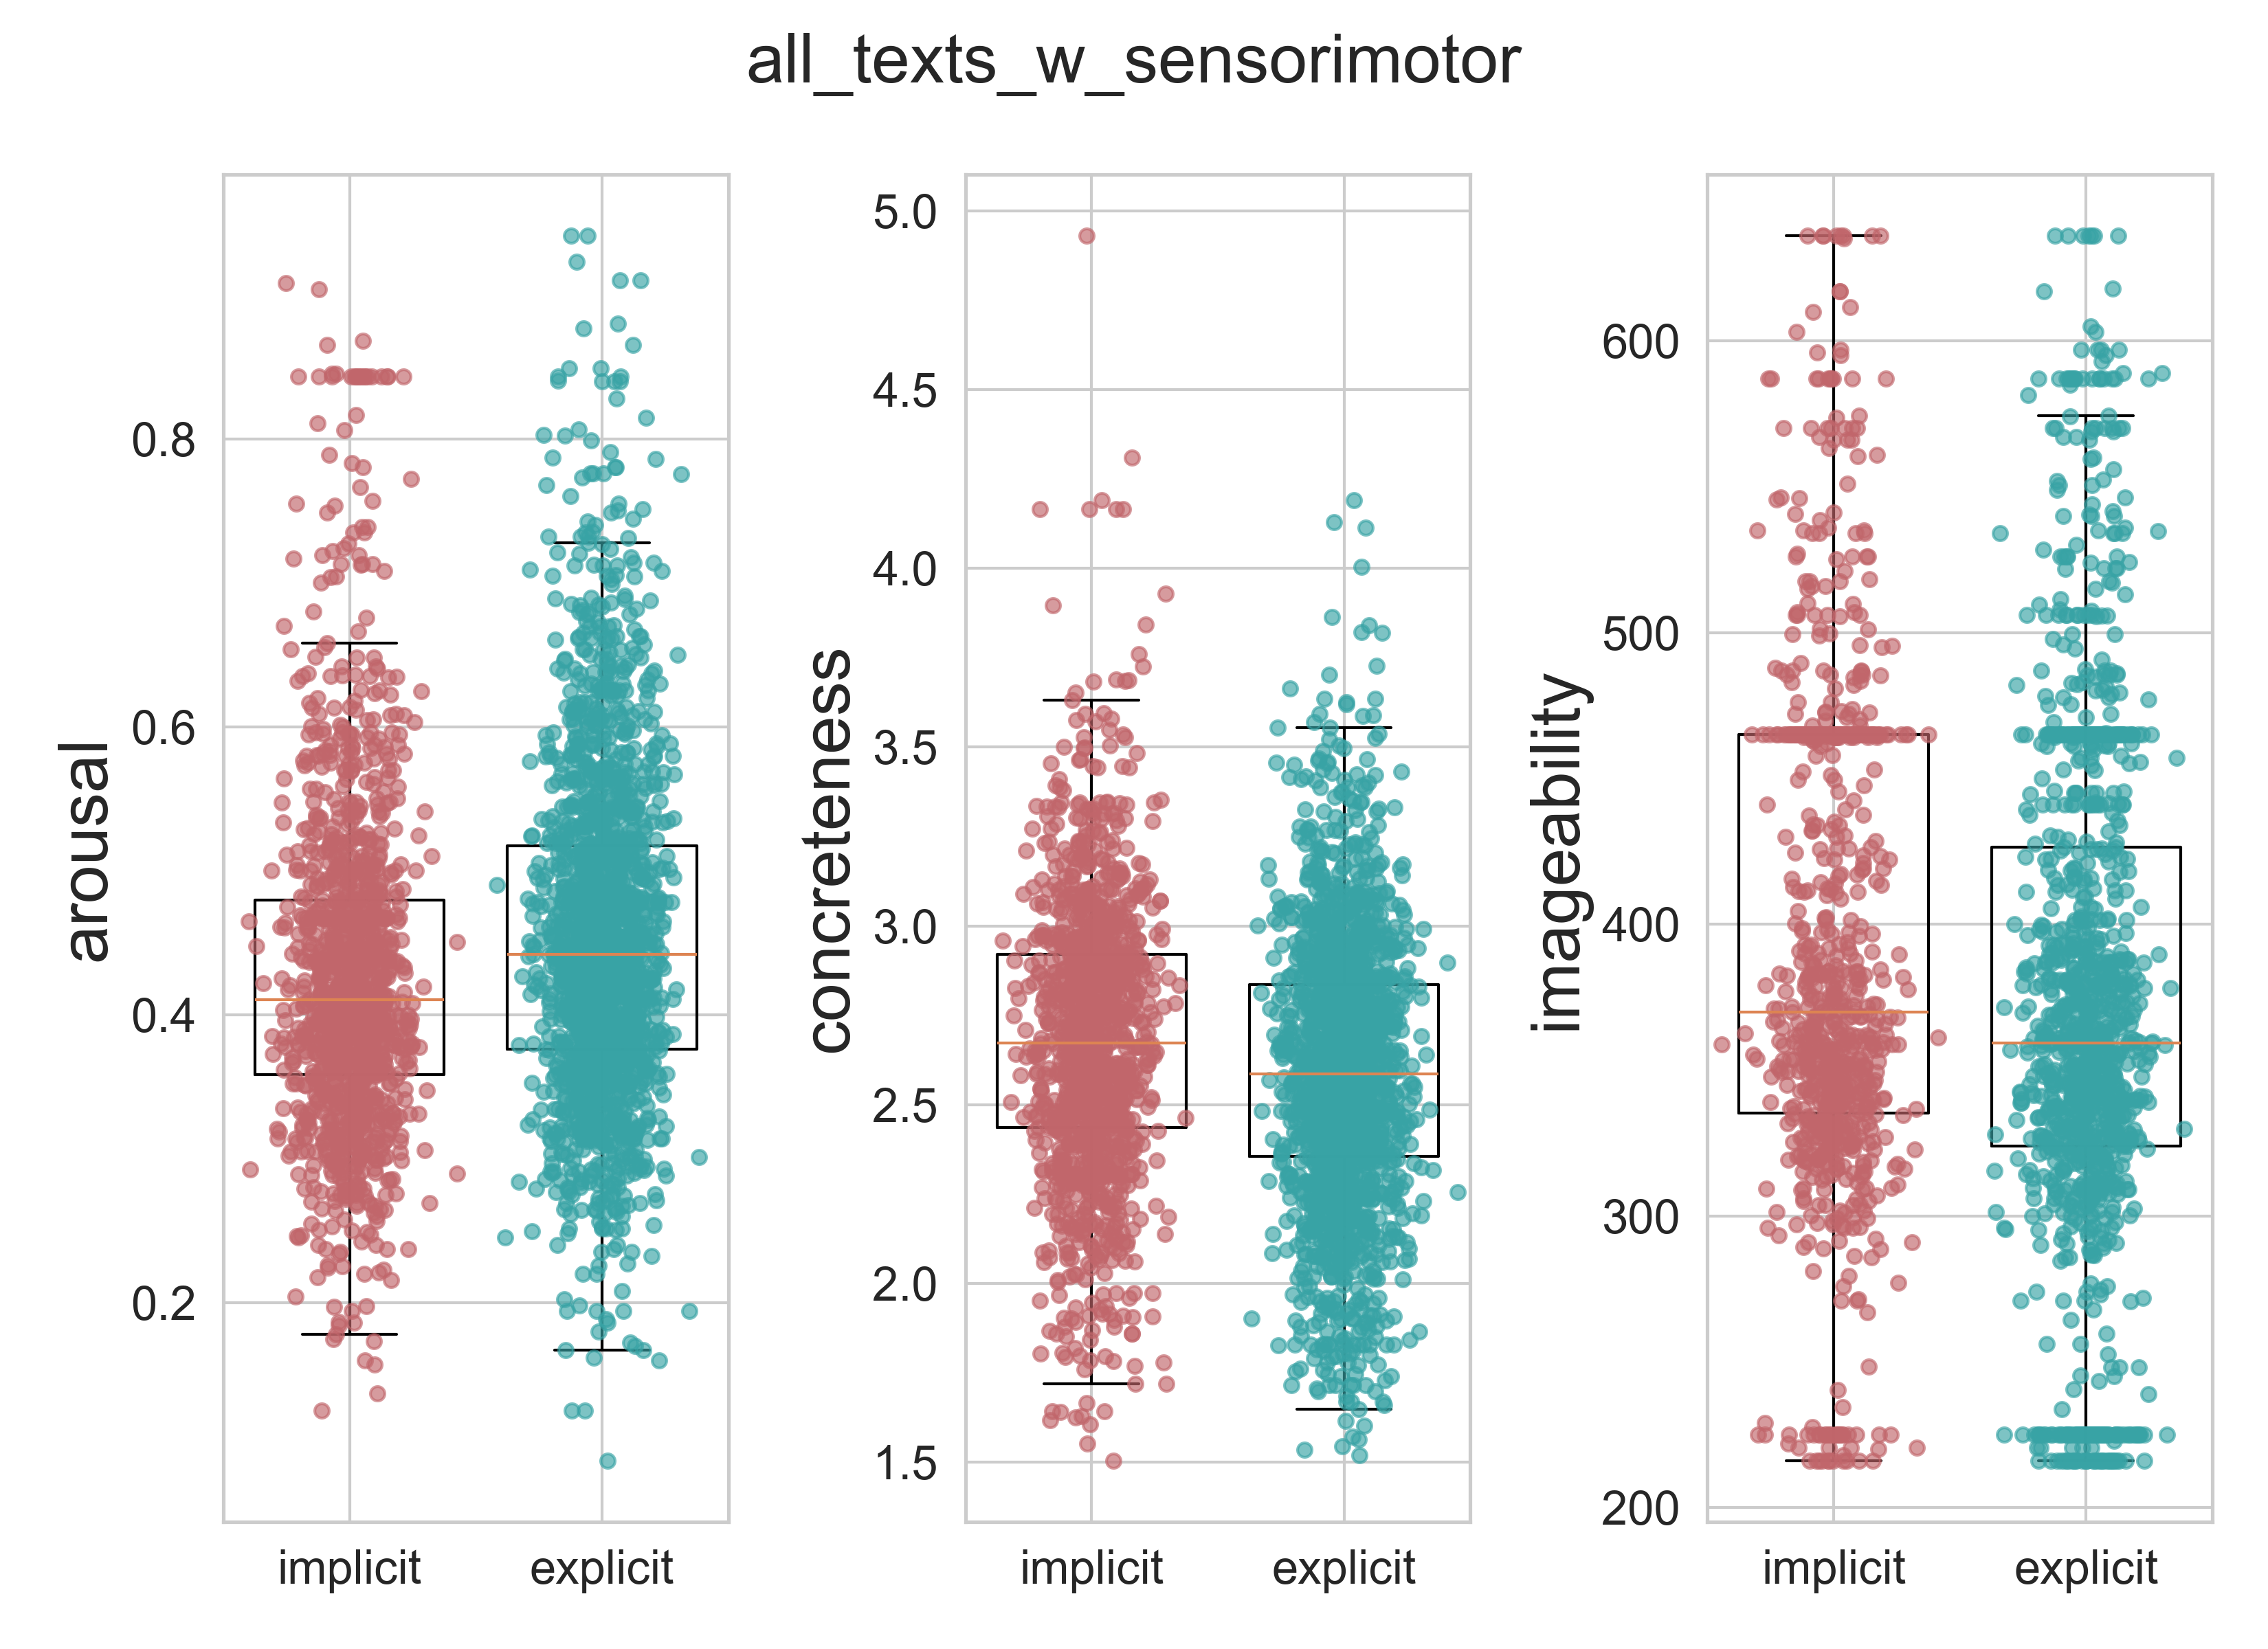 all_texts_w_sensorimotor
arousal
0.8
0.6
0.4
0.2
implicit
explicit
concreteness
5.0
4.5
4.0
3.5
3.0
2.5
2.0
1.5
implicit
explicit
imageability
600
500
400
300
200
implicit
explicit